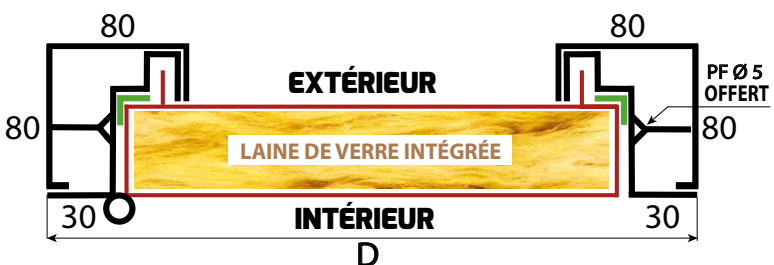 80
80
EXTÉRIEUR
PF Ø 5
OFFERT
80
80
LAINE DE VERRE INTÉGRÉE
30
INTÉRIEUR
30
D